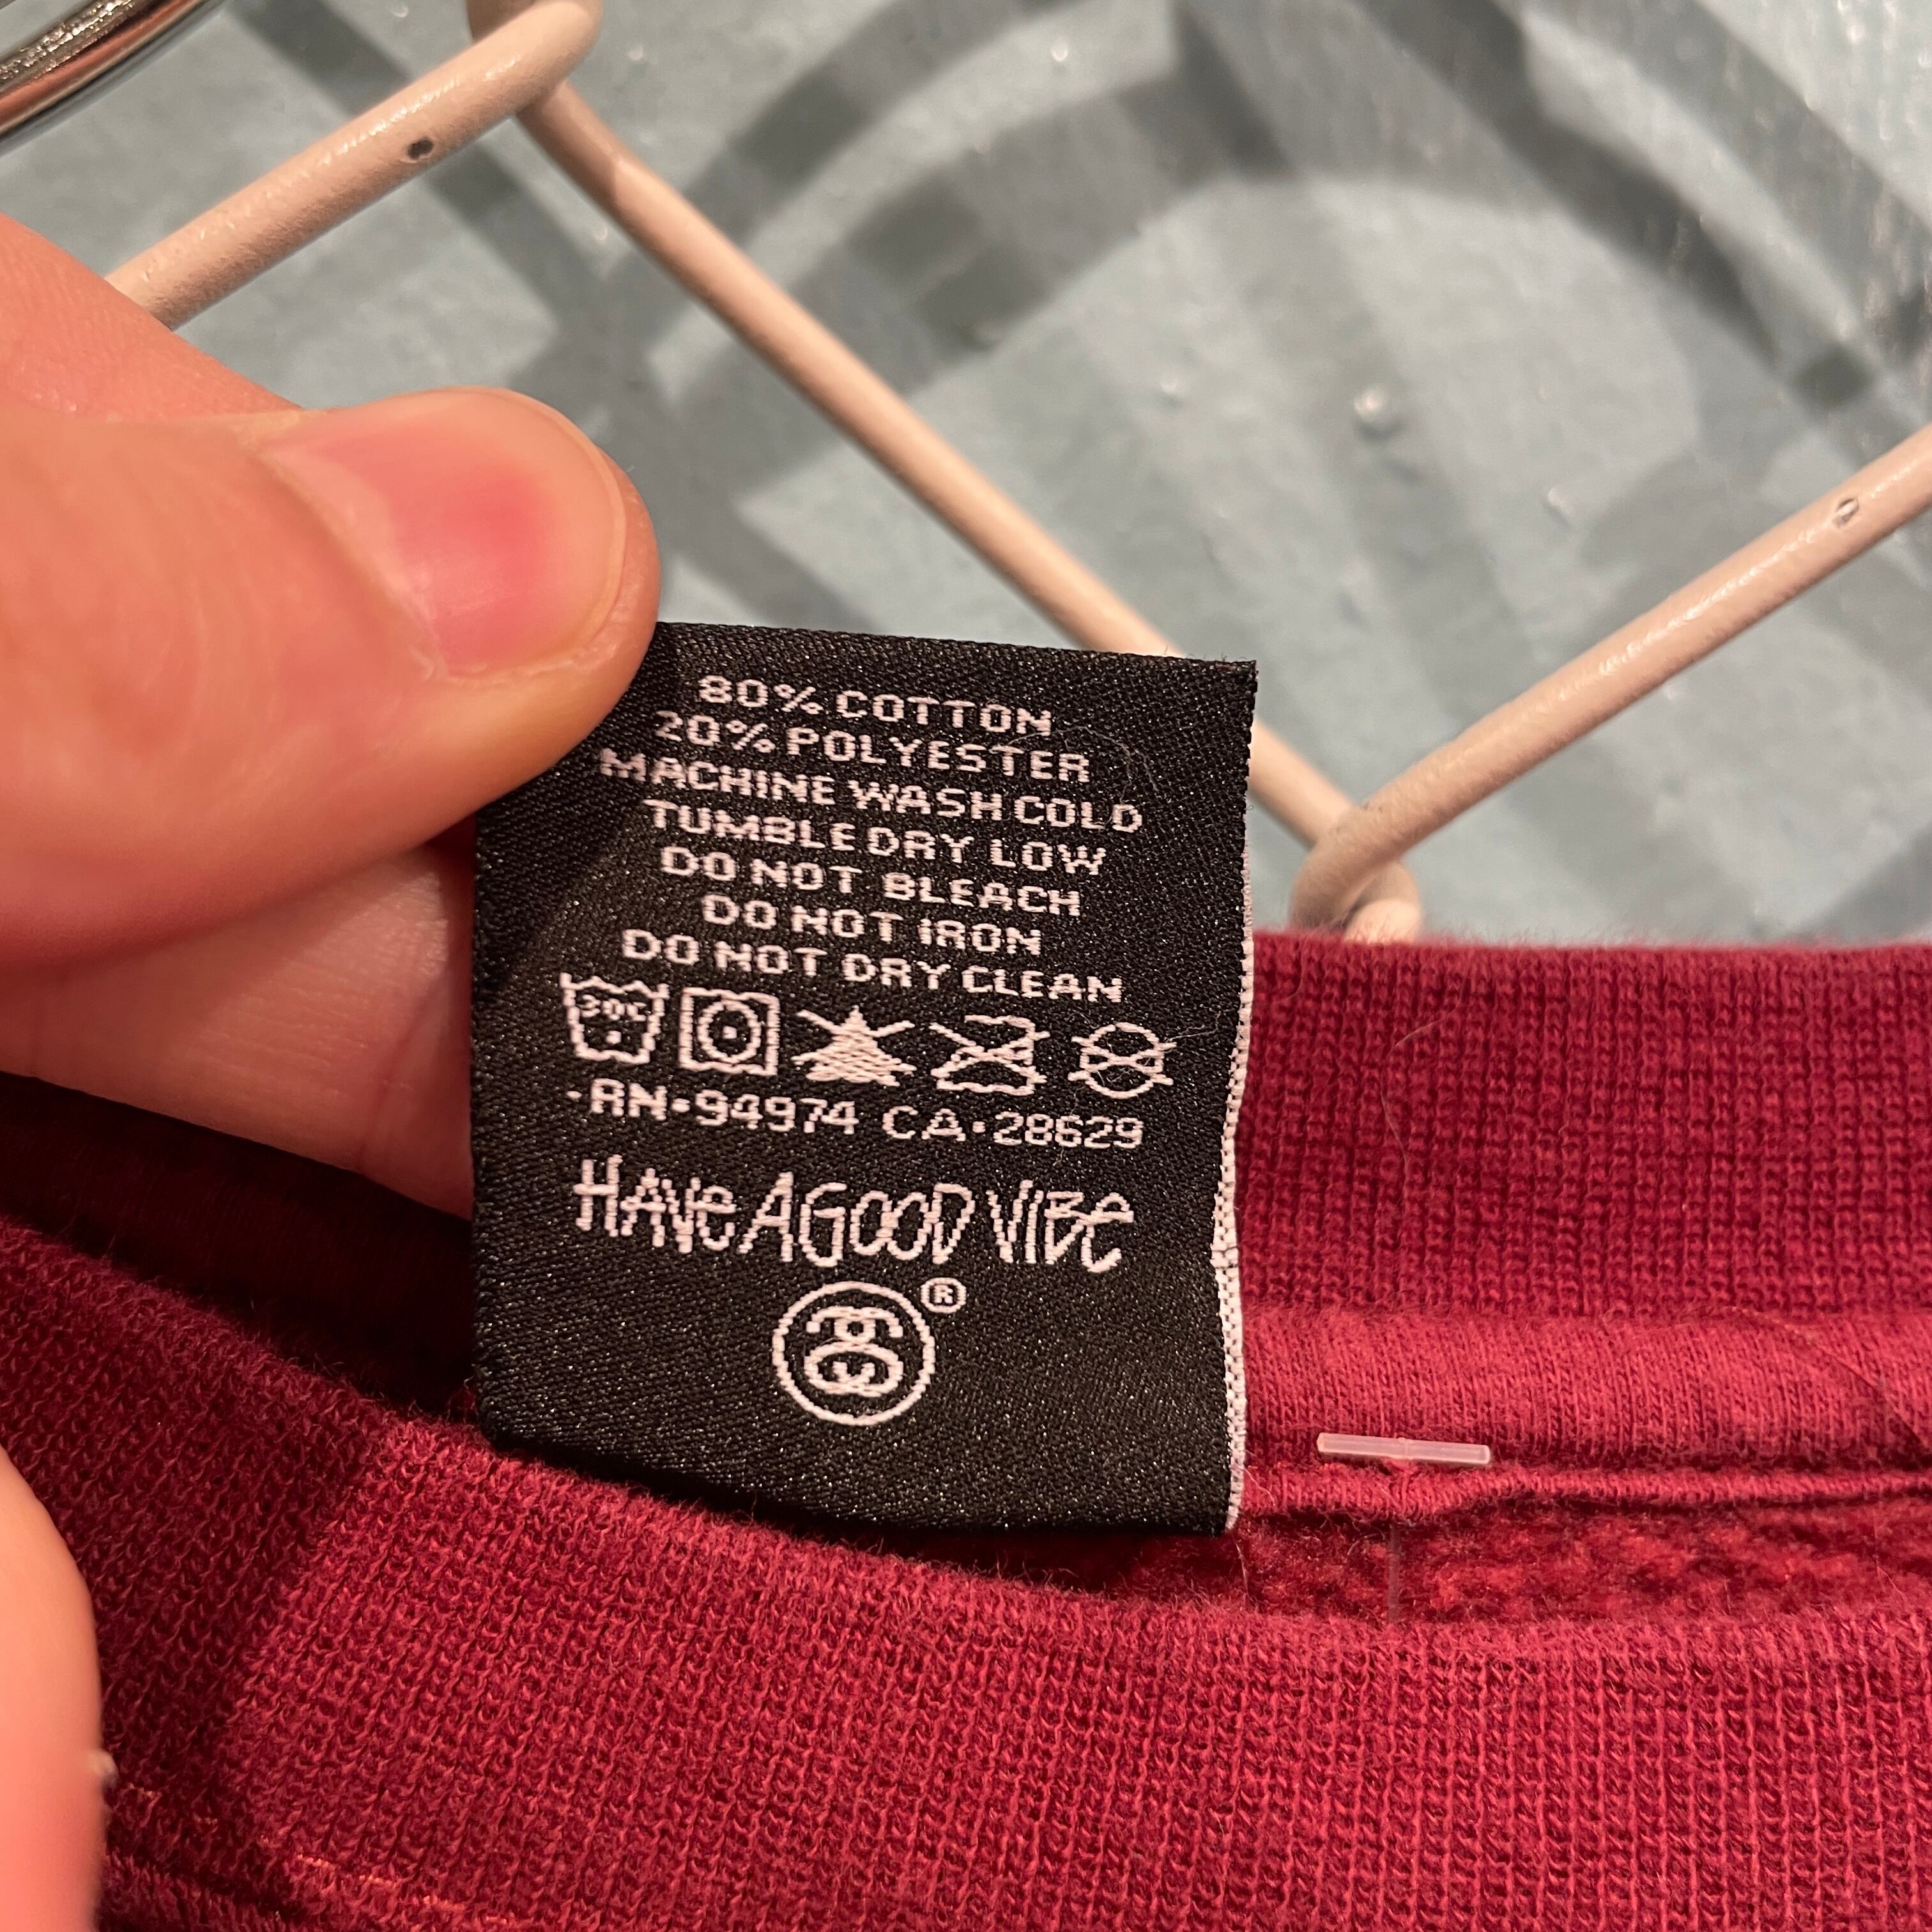 80% COTTON
20% POLYESTER
MACHINE WASH COLD
TUMBLE DRY LOW
DO NOT BLEACH
DO NOT IRON
DO NOT DRY CLEAN
30°C
-RN•94974 CA•28629
HAVE A GOOD VIBE
®